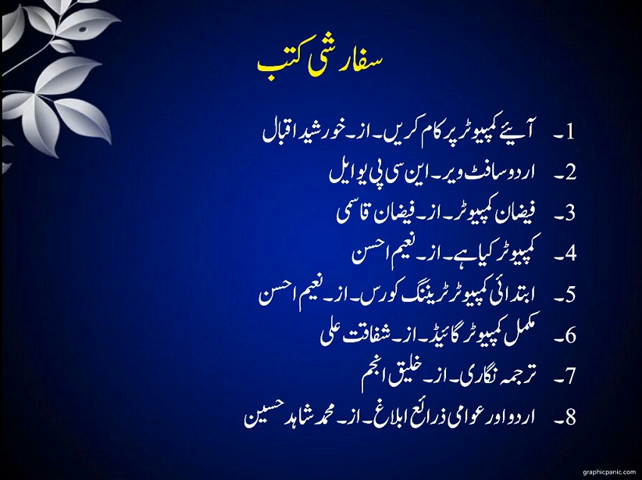 سفارشی کتب
1۔ آیئے کمپیوٹر پر کام کریں۔از۔خورشید اقبال
2۔ اردو سافٹ ویر۔این سی پی یو ایل
3۔ فیضان کمپیوٹر۔از۔فیضان قاسمی
4۔ کمپیوٹر کیا ہے۔از۔نعیم احسن
5۔ ابتدائی کمپیوٹر ٹریننگ کورس۔از۔نعیم احسن
6۔ مکمل کمپیوٹر گائیڈ۔از۔شفاقت علی
7۔ ترجمہ نگاری۔از۔خلیق انجم
8۔ اردو اور عوامی ذرائع ابلاغ۔از۔محمد شاہد حسین
graphicpanic.com